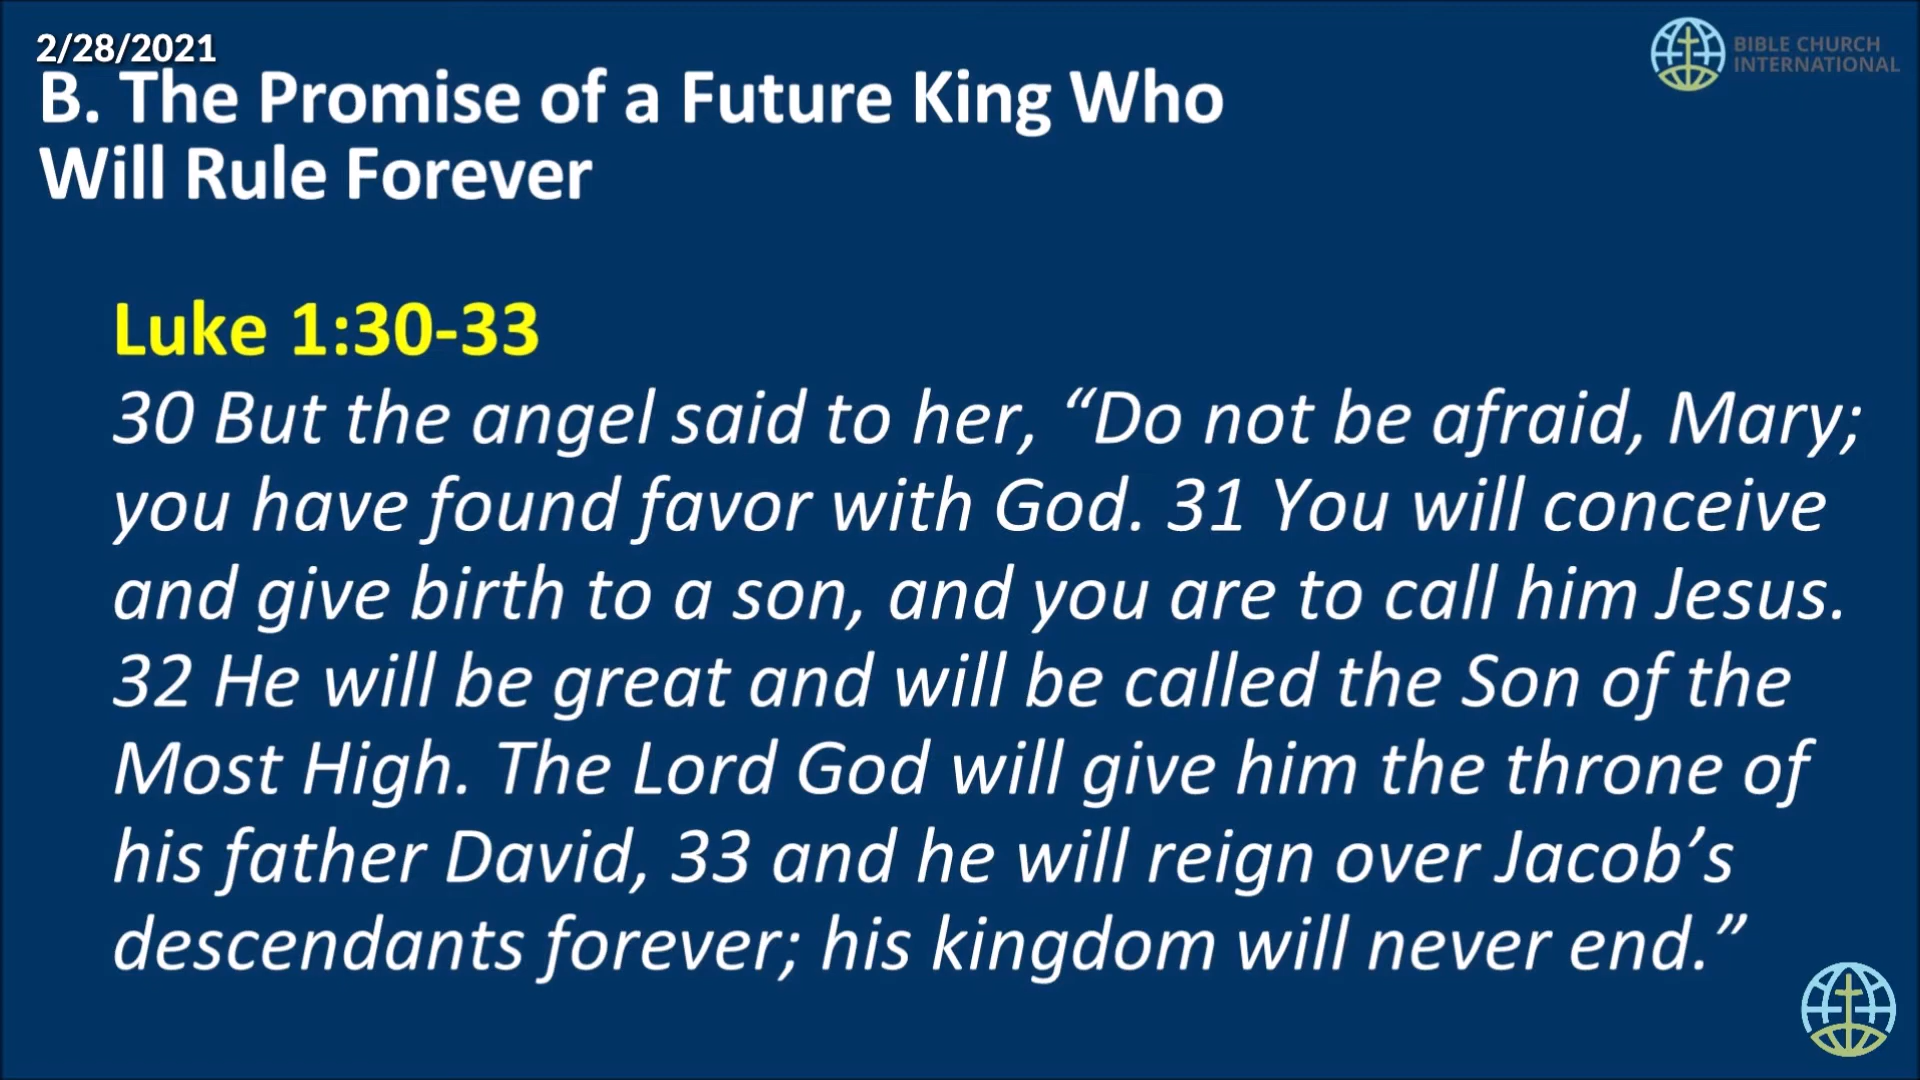 2/28/2021
BIBLE CHURCH
INTERNATIONAL
B. The Promise of a Future King Who
Will Rule Forever
Luke 1:30-33
30 But the angel said to her, “Do not be afraid, Mary;
you have found favor with God. 31 You will conceive
and give birth to a son, and you are to call him Jesus.
32 He will be great and will be called the Son of the
Most High. The Lord God will give him the throne of
his father David, 33 and he will reign over Jacob’s
descendants forever; his kingdom will never end.”